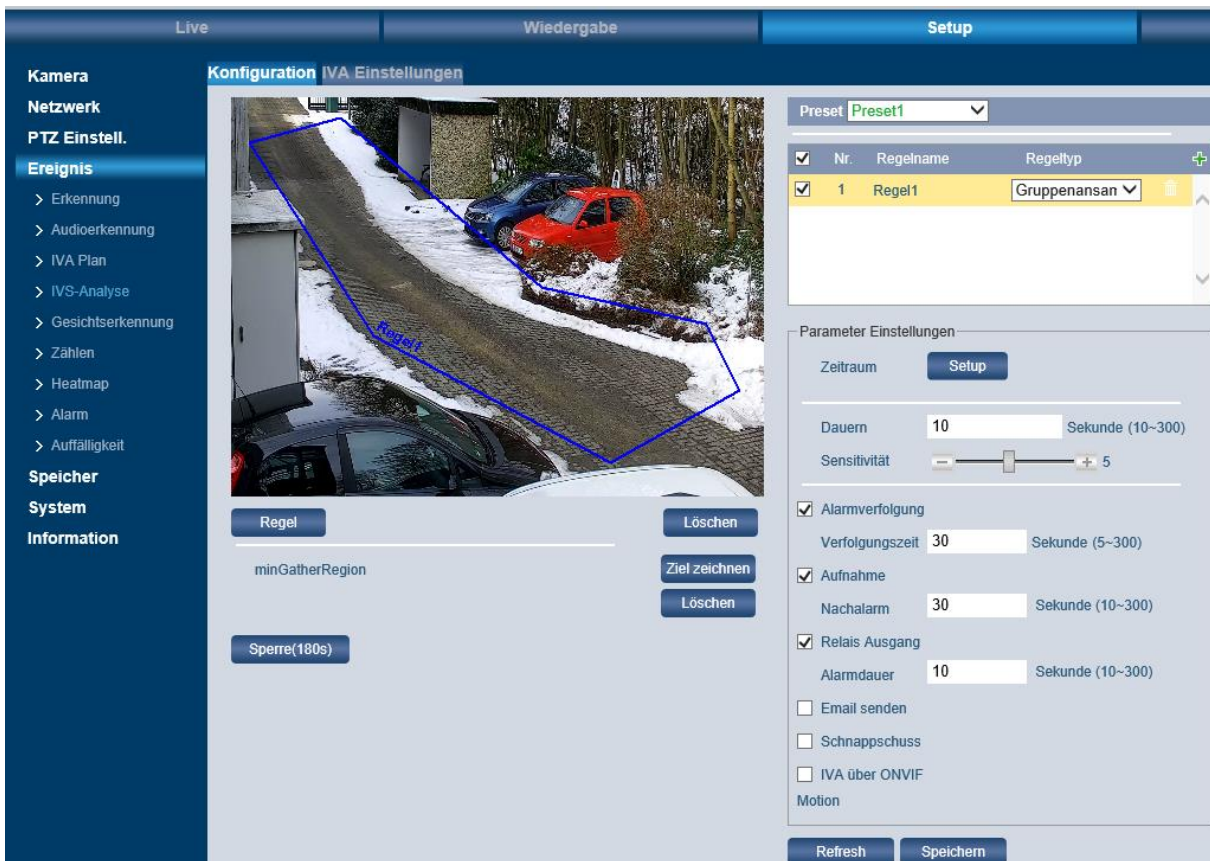 Live Wiedergabe Setup
Kamera
Netzwerk
PTZ Einstell.
Ereignis
> Erkennung
> Audioerkennung
> IVA Plan
> IVS-Analyse
> Gesichtserkennung
> Zählen
> Heatmap
> Alarm
> Auffälligkeit
Speicher
System
Information
Konfiguration IVA Einstellungen
Regel1
Regel Löschen
minGatherRegion Ziel zeichnen
Löschen
Sperre(180s)
Preset Preset1
Nr. Regelname Regeltyp
1 Regel1 Gruppenansan
Parameter Einstellungen
Zeitraum Setup
Dauern 10 Sekunde (10~300)
Sensitivität 5
Alarmverfolgung
Verfolgungszeit 30 Sekunde (5~300)
Aufnahme
Nachalarm 30 Sekunde (10~300)
Relais Ausgang
Alarmdauer 10 Sekunde (10~300)
Email senden
Schnappschuss
IVA über ONVIF
Motion
Refresh Speichern